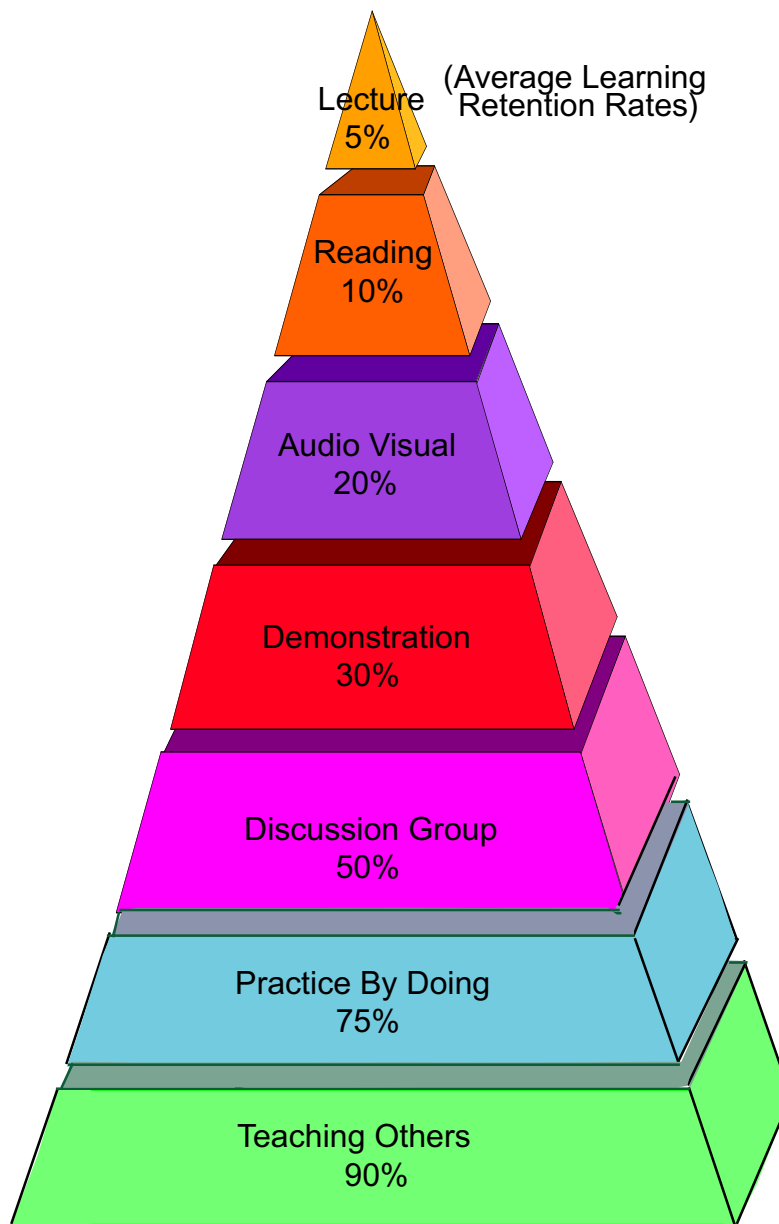 (Average Learning
Retention Rates)
Lecture
5%
Reading
10%
Audio Visual
20%
Demonstration
30%
Discussion Group
50%
Practice By Doing
75%
Teaching Others
90%